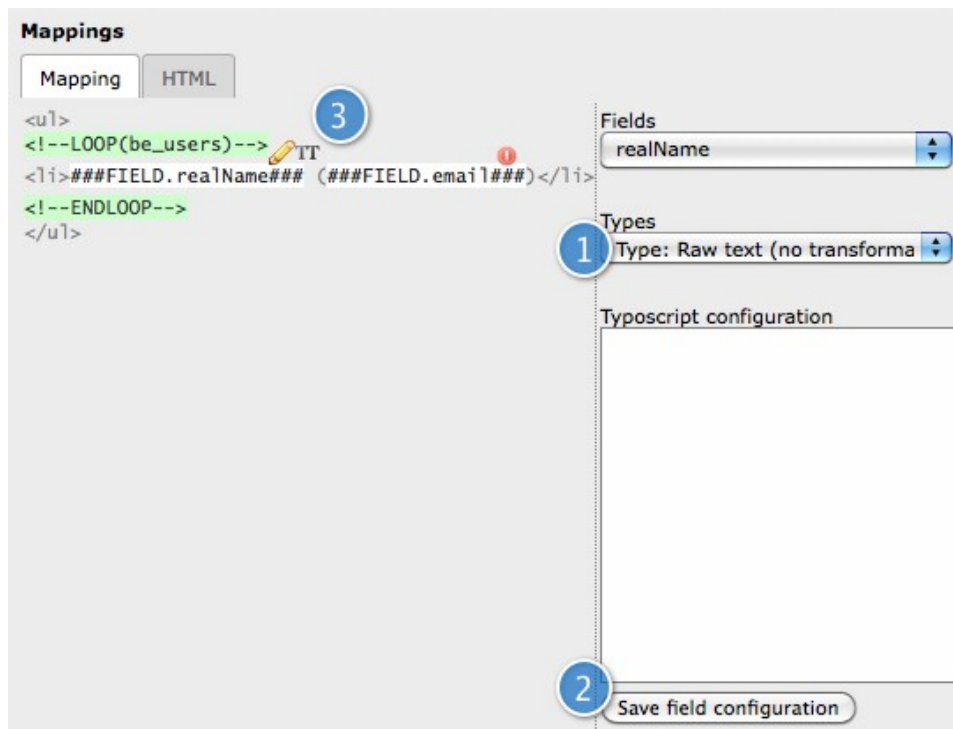 Mappings
Mapping HTML
<ul>
3
<!--LOOP(be_users)-->
TT
<li>###FIELD.realName### (###FIELD.email###)</li>
<!--ENDLOOP-->
</ul>
Fields
realName
Types
1 Type: Raw text (no transforma
Typoscript configuration
2 Save field configuration